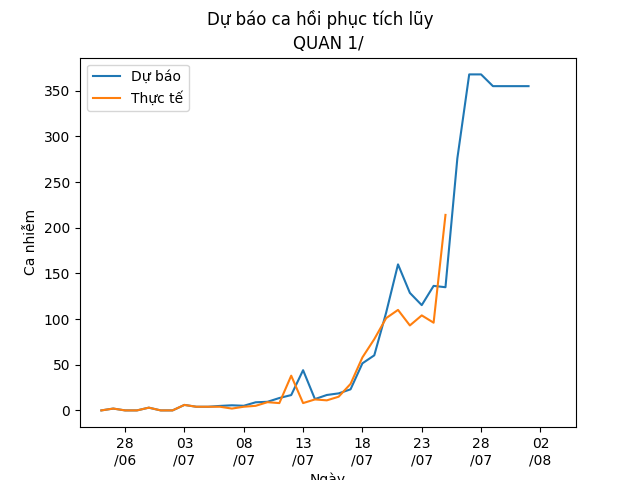 Dự báo ca hồi phục tích lũy
QUAN 1/
Dự báo
Thực tế
Ca nhiễm
350
300
250
200
150
100
50
0
28 03 08 13 18 23 28 02
/06 /07 /07 /07 /07 /07 /07 /08
Ngày